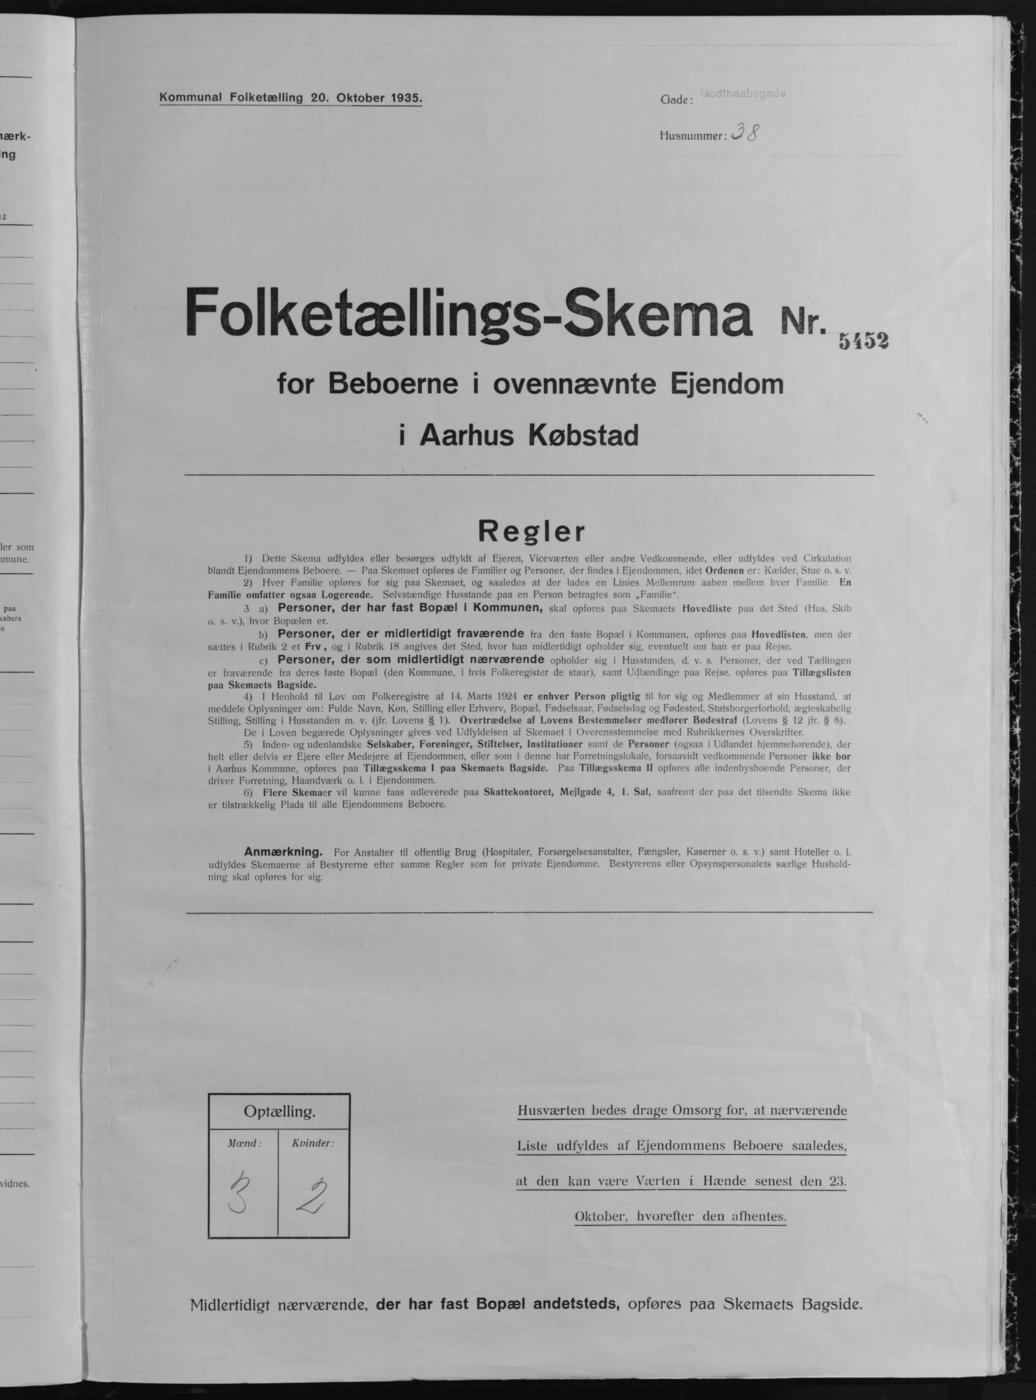 Kommunal Folketælling 20. Oktober 1935.
Gade: Godthaabsgade
Husnummer: 38
Folketællings-Skema Nr. 5452
for Beboerne i ovennævnte Ejendom
i Aarhus Købstad
Regler
1) Dette Skema udfyldes eller besørges udfyldt af Ejeren, Viceværten eller andre Vedkommende, eller udfyldes ved Cirkulation
blandt Ejendommens Beboere. — Paa Skemaet opføres de Familier og Personer, der findes i Ejendommen, idet Ordenen er: Kælder, Stue o. s. v.
2) Hver Familie opføres for sig paa Skemaet, og saaledes at der lades en Linies Mellemrum aaben mellem hver Familie. En
Familie omfatter ogsaa Logerende. Selvstændige Husstande paa en Person betragtes som „Familie".
3 a) Personer, der har fast Bopæl i Kommunen, skal opføres paa Skemaets Hovedliste paa det Sted (Hus, Skib
o. s. v.), hvor Bopælen er.
b) Personer, der er midlertidigt fraværende fra den faste Bopæl i Kommunen, opføres paa Hovedlisten, men der
sættes i Rubrik 2 et Frv., og i Rubrik 18 angives det Sted, hvor han midlertidigt opholder sig, eventuelt om han er paa Rejse.
c) Personer, der som midlertidigt nærværende opholder sig i Husstanden, d. v. s. Personer, der ved Tællingen
er fraværende fra deres faste Bopæl (den Kommune, i hvis Folkeregister de staar), samt Udlændinge paa Rejse, opføres paa Tillægslisten
paa Skemaets Bagside.
4) I Henhold til Lov om Folkeregistre af 14. Marts 1924 er enhver Person pligtig til for sig og Medlemmer af sin Husstand, at
meddele Oplysninger om: Fulde Navn, Køn, Stilling eller Erhverv, Bopæl, Fødselsaar, Fødselsdag og Fødested, Statsborgerforhold, ægteskabelig
Stilling, Stilling i Husstanden m. v. (jfr. Lovens § 1). Overtrædelse af Lovens Bestemmelser medfører Bødestraf (Lovens § 12 jfr. § 8).
De i Loven begærede Oplysninger gives ved Udfyldelsen af Skemaet i Overensstemmelse med Rubrikkernes Overskrifter.
5) Inden- og udenlandske Selskaber, Foreninger, Stiftelser, Institutioner samt de Personer (ogsaa i Udlandet hjemmehørende), der
helt eller delvis er Ejere eller Medejere af Ejendommen, eller som i denne har Forretningslokale, forsaavidt vedkommende Personer ikke bor
i Aarhus Kommune, opføres paa Tillægsskema I paa Skemaets Bagside. Paa Tillægsskema II opføres alle indenbysboende Personer, der
driver Forretning, Haandværk o. l. i Ejendommen.
6) Flere Skemaer vil kunne faas udleverede paa Skattekontoret, Mejlgade 4, 1. Sal, saafremt der paa det tilsendte Skema ikke
er tilstrækkelig Plads til alle Ejendommens Beboere.
Anmærkning. For Anstalter til offentlig Brug (Hospitaler, Forsørgelsesanstalter, Fængsler, Kaserner o. s. v.) samt Hoteller o. l.
udfyldes Skemaerne af Bestyrerne efter samme Regler som for private Ejendomme. Bestyrerens eller Opsynspersonalets særlige Hushold-
ning skal opføres for sig.
Optælling.
Mænd: Kvinder:
3 2
Husværten bedes drage Omsorg for, at nærværende
Liste udfyldes af Ejendommens Beboere saaledes,
at den kan være Værten i Hænde senest den 23.
Oktober, hvorefter den afhentes.
Midlertidigt nærværende, der har fast Bopæl andetsteds, opføres paa Skemaets Bagside.